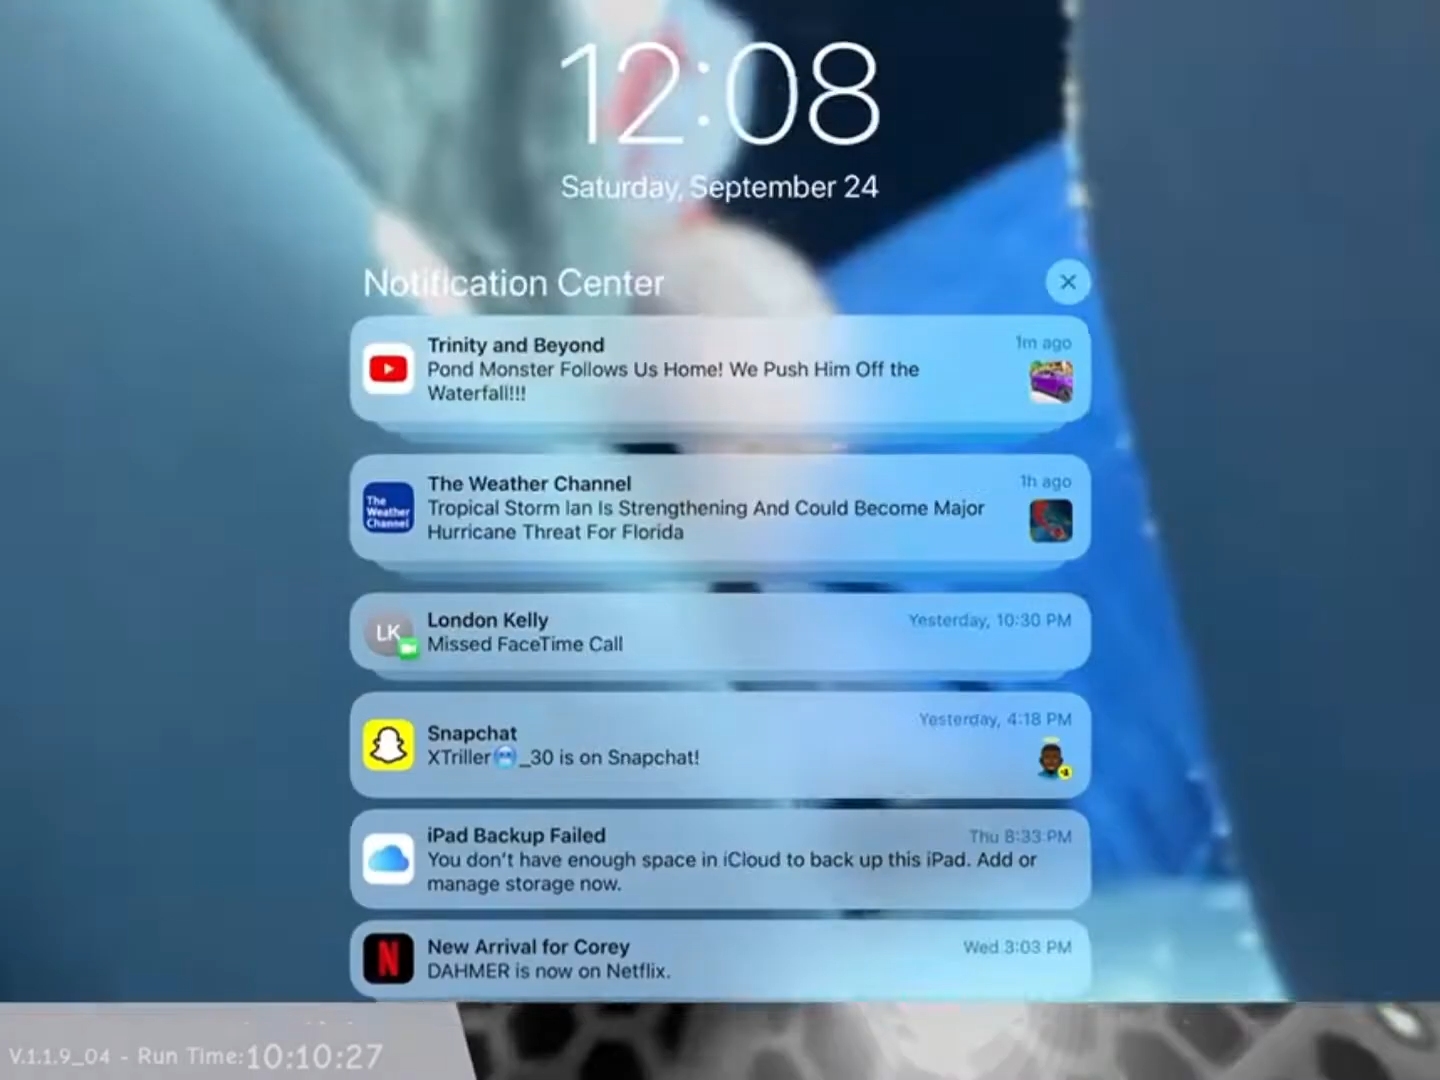 12:08
Saturday, September 24
Notification Center
Trinity and Beyond
1m ago
Pond Monster Follows Us Home! We Push Him Off the
Waterfall!!!
The Weather Channel
1h ago
The
Weather
Channel
Tropical Storm Ian Is Strengthening And Could Become Major
Hurricane Threat For Florida
LK
London Kelly
Yesterday, 10:30 PM
Missed FaceTime Call
Yesterday, 4:18 PM
Snapchat
XTriller🥶_30 is on Snapchat!
iPad Backup Failed
Thu 8:33 PM
You don't have enough space in iCloud to back up this iPad. Add or
manage storage now.
N
New Arrival for Corey
Wed 3:03 PM
DAHMER is now on Netflix.
V.1.1.9_04 - Run Time:10:10:27